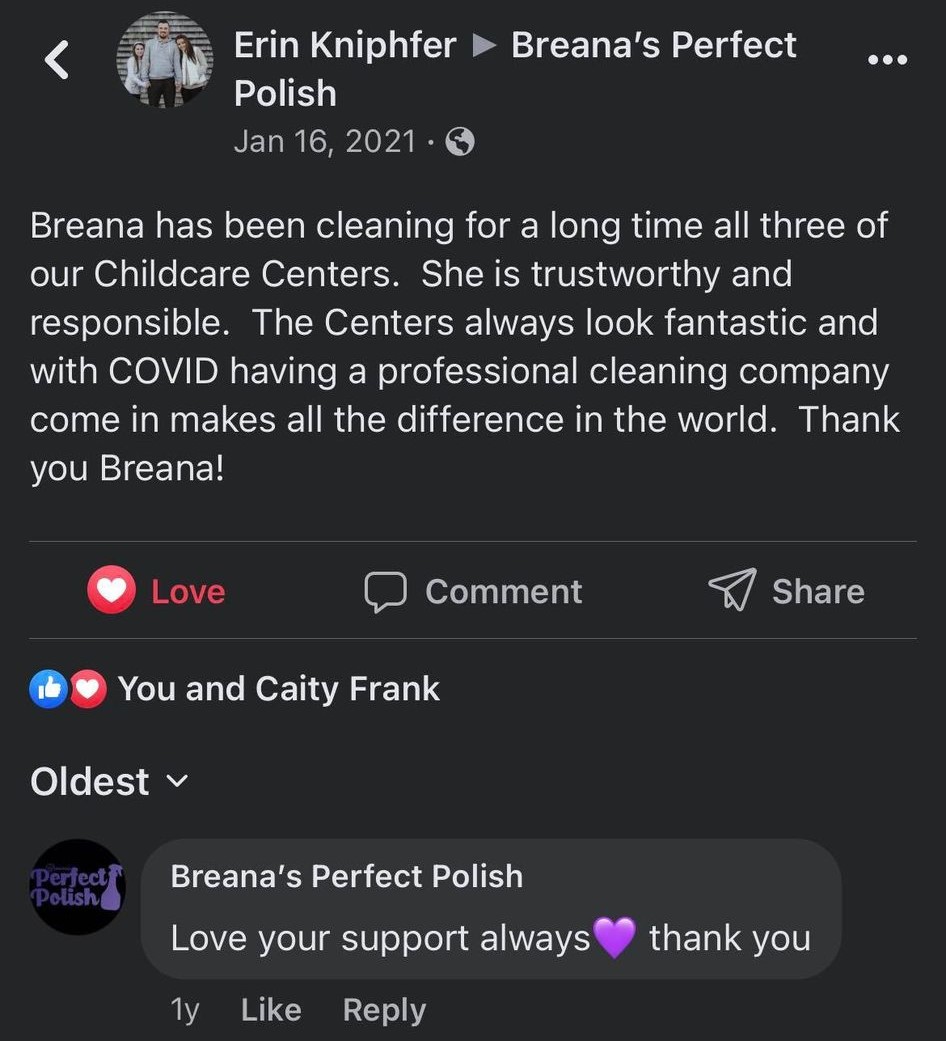 Erin Kniphfer ▶ Breana's Perfect
Polish
Jan 16, 2021 ·
Breana has been cleaning for a long time all three of
our Childcare Centers.  She is trustworthy and
responsible.  The Centers always look fantastic and
with COVID having a professional cleaning company
come in makes all the difference in the world.  Thank
you Breana!
Love
Comment
Share
You and Caity Frank
Oldest
Perfect
Polish
Breana's Perfect Polish
Love your support always💜 thank you
1y Like Reply